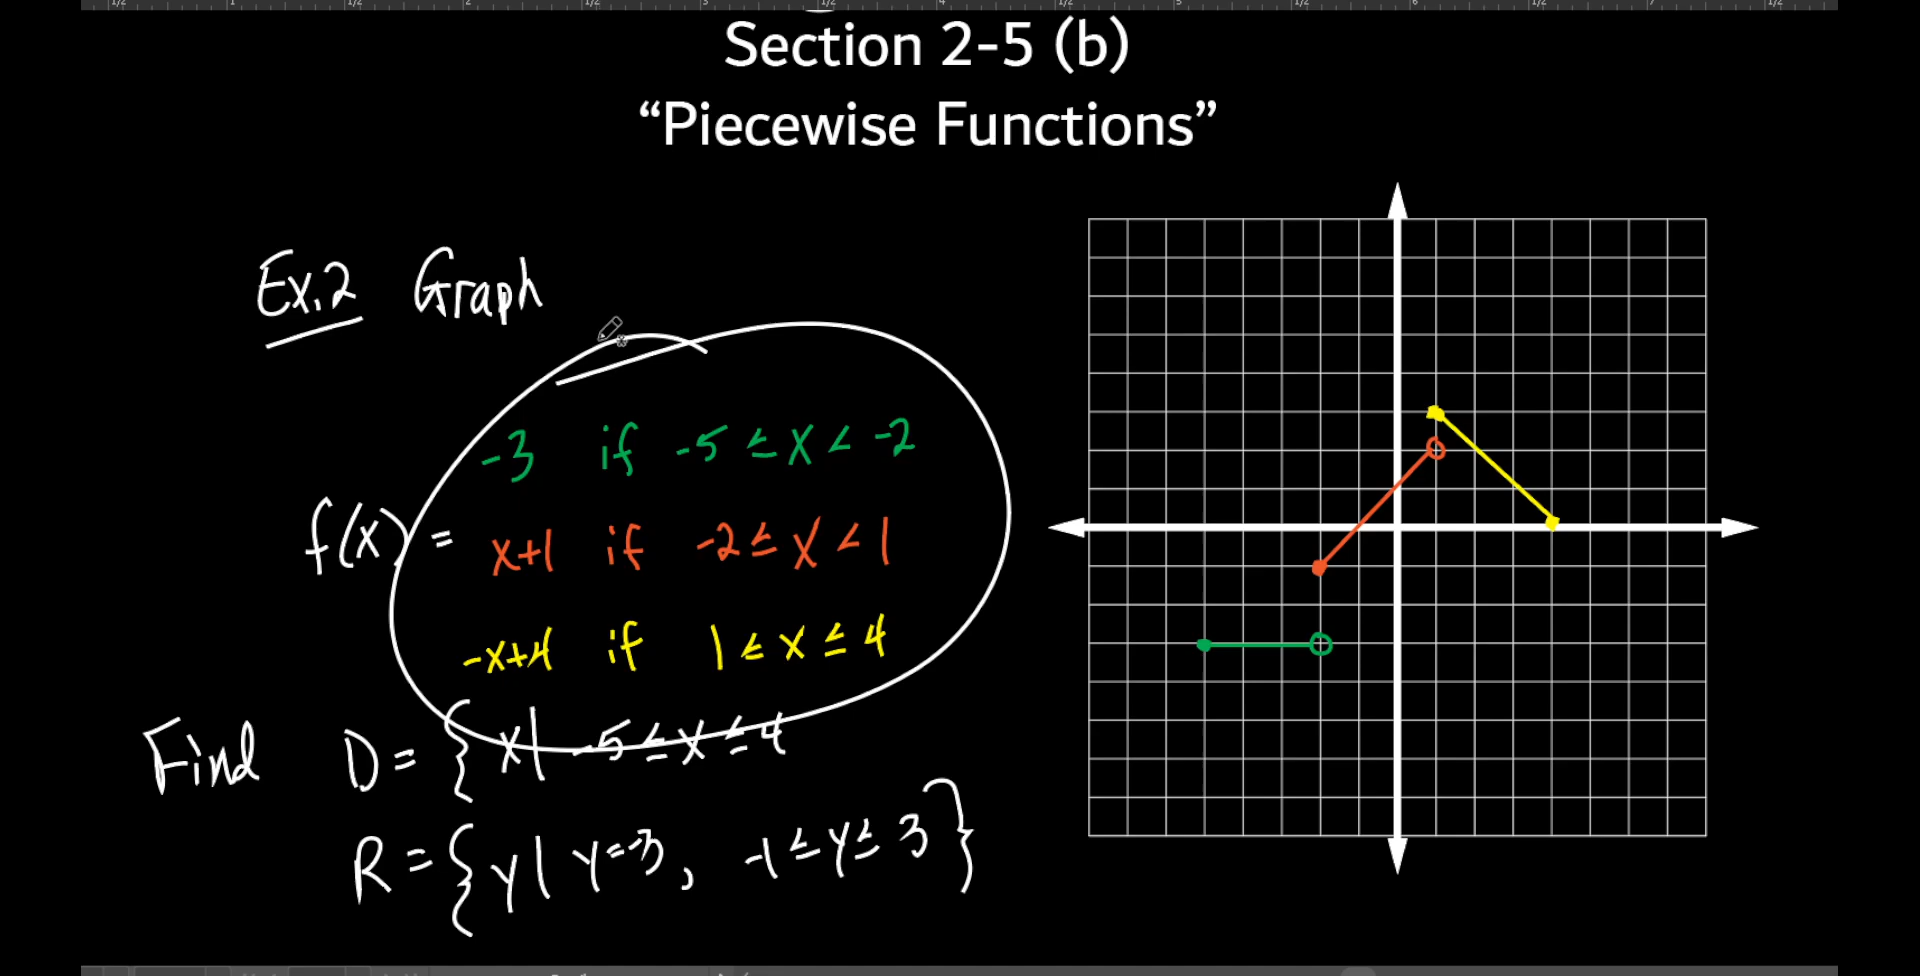 Section 2-5 (b)
“Piecewise Functions”
Ex.2 Graph
-3 if -5 ≤ x < -2
f(x) = x+1 if -2 ≤ x < 1
-x+4 if 1 ≤ x ≤ 4
Find D = { x | -5 ≤ x ≤ 4
R = { y | y=-3, -1 ≤ y ≤ 3 }